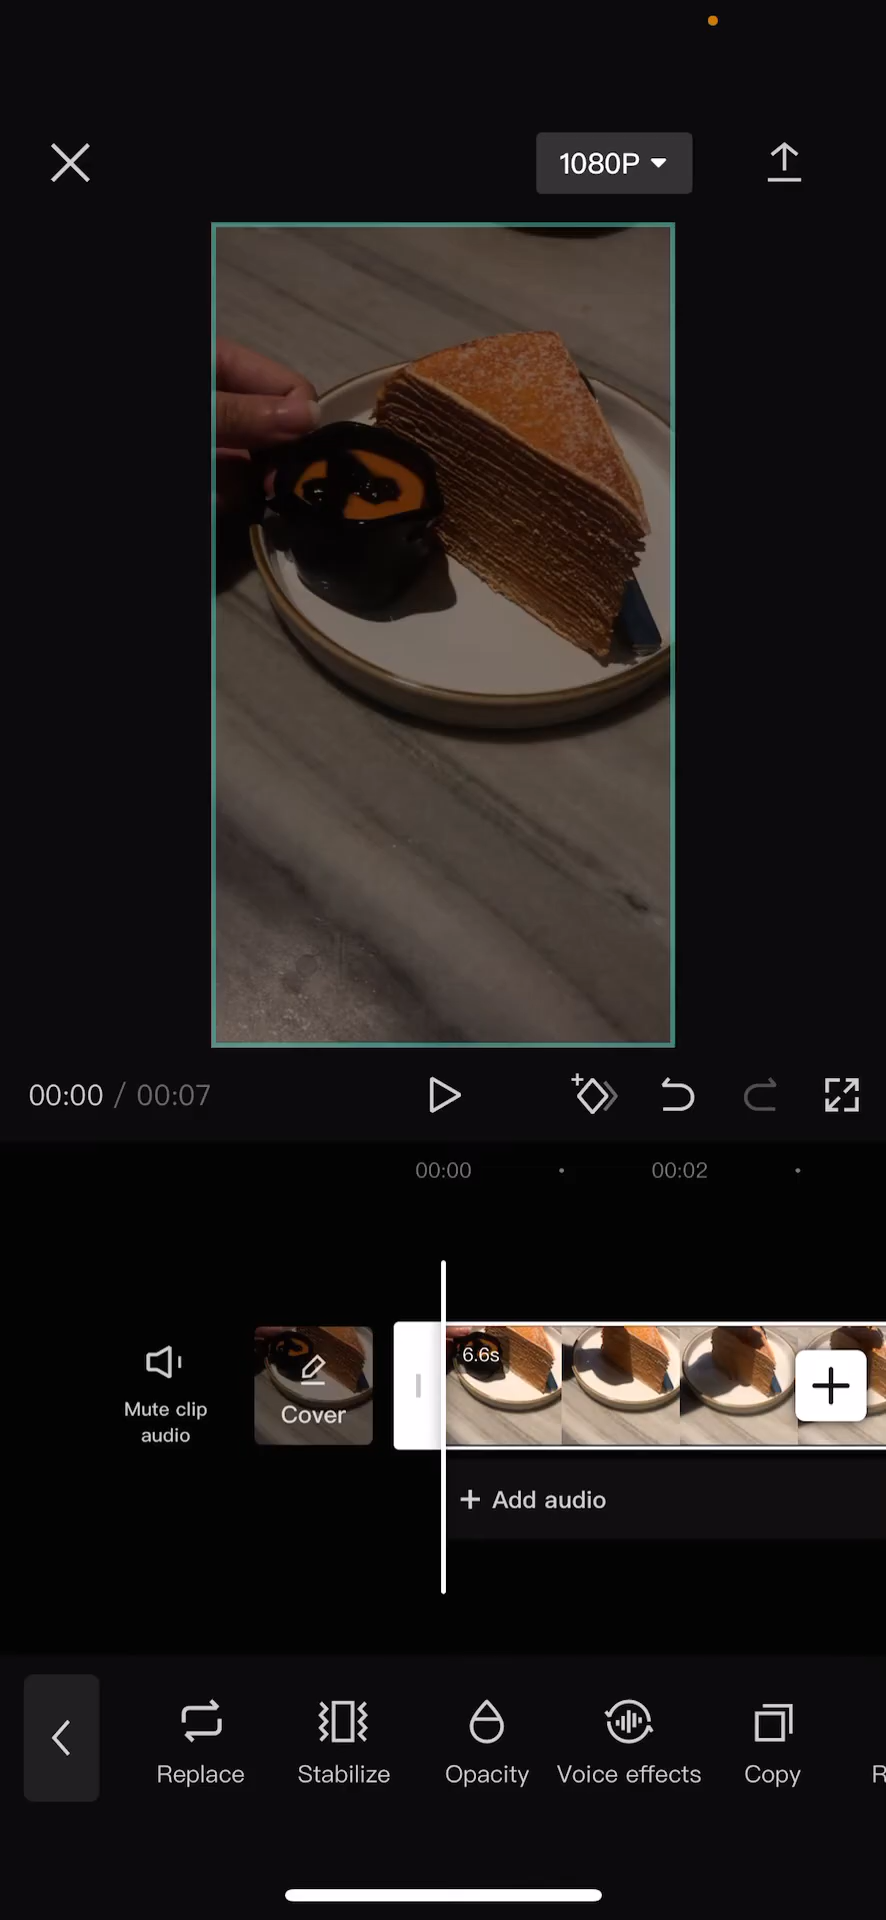 1080P
00:00 / 00:07
00:00
00:02
6.6s
Mute clip
audio
Cover
+ Add audio
Replace
Stabilize
Opacity
Voice effects
Copy
R